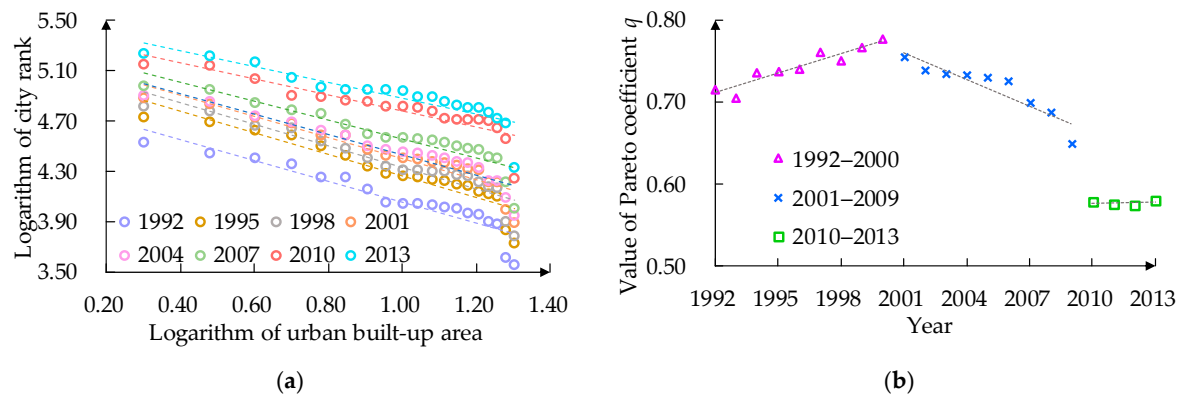 5.50
5.10
4.70
4.30
3.90
3.50
Logarithm of city rank
1992 1995 1998 2001
2004 2007 2010 2013
0.20 0.40 0.60 0.80 1.00 1.20 1.40
Logarithm of urban built-up area
(a)
0.80
0.70
0.60
0.50
Value of Pareto coefficient q
1992–2000
2001–2009
2010–2013
1992 1995 1998 2001 2004 2007 2010 2013
Year
(b)